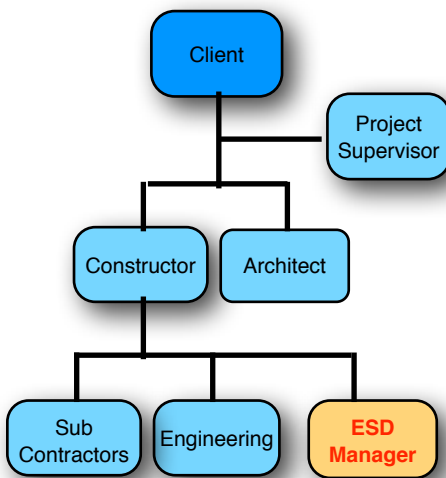 Client
Project
Supervisor
Constructor
Architect
Sub
Contractors
Engineering
ESD
Manager